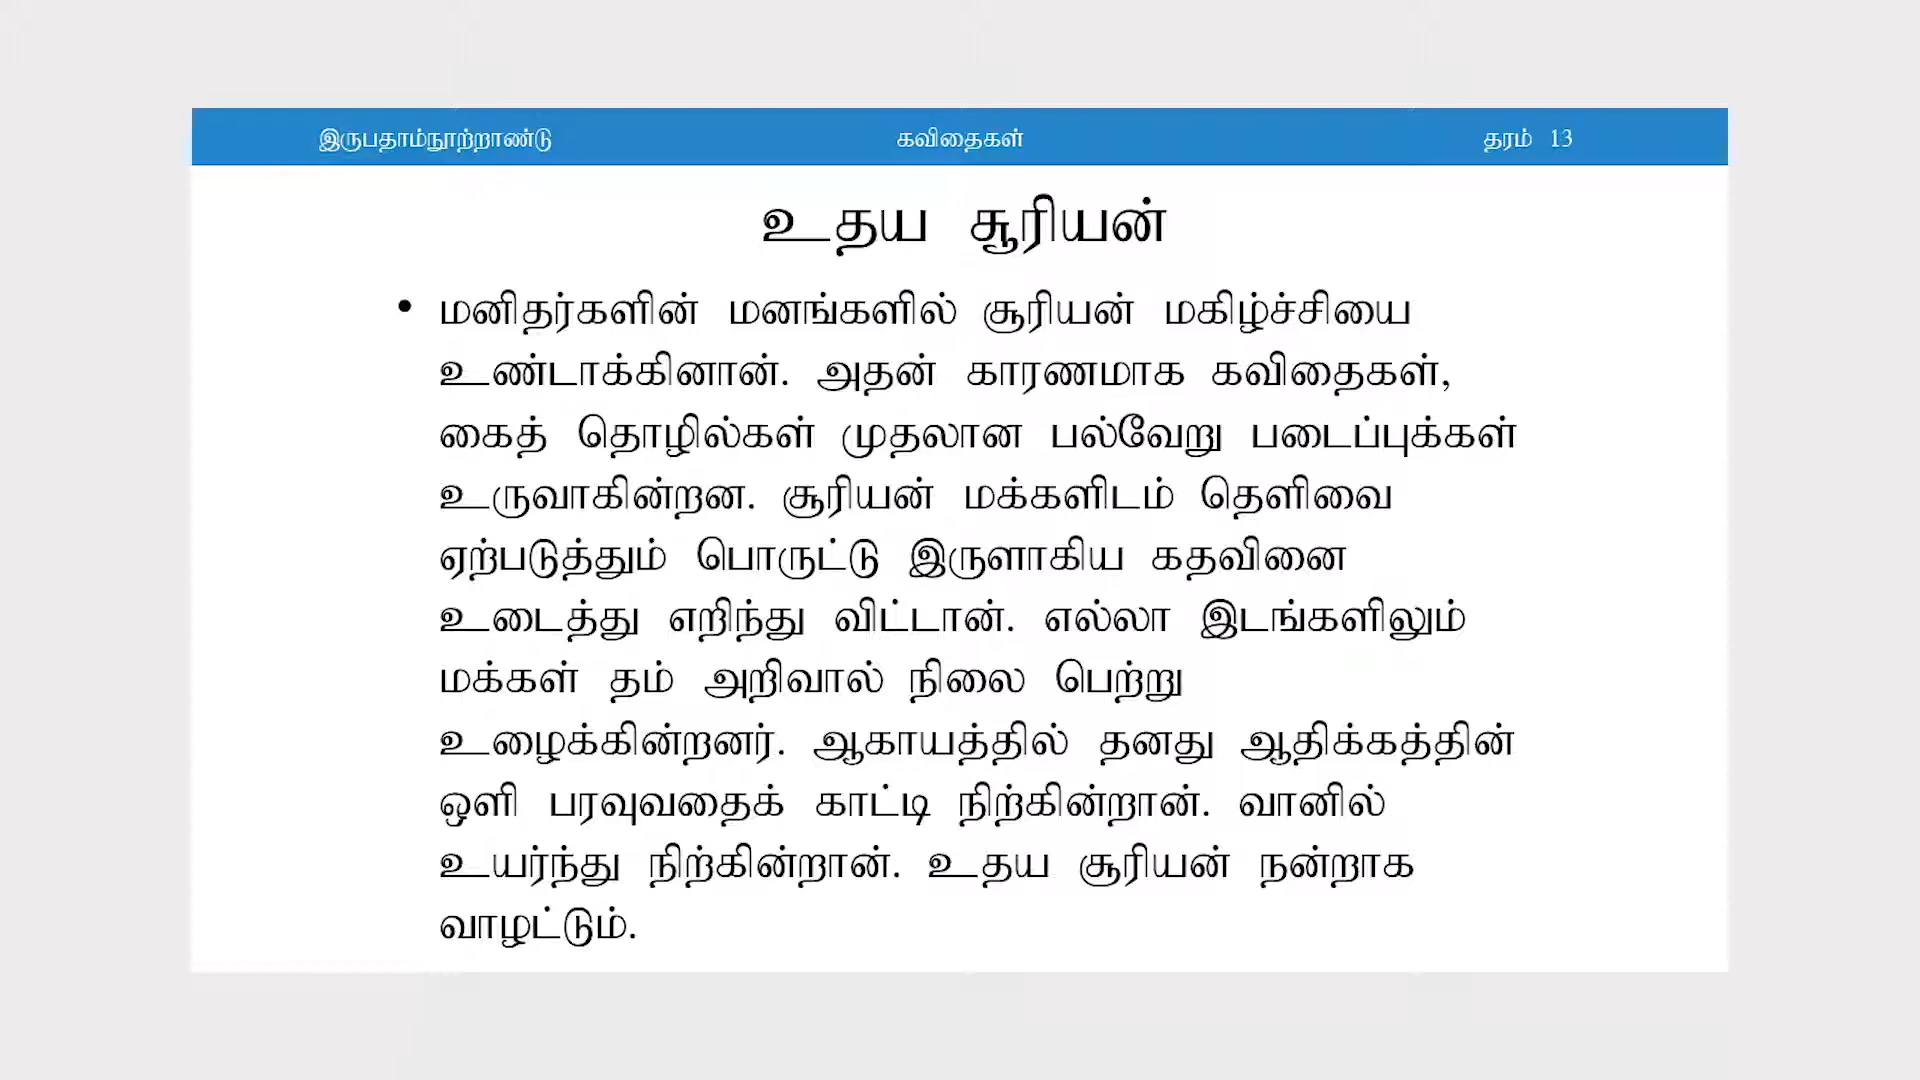 இருபதாம்நூற்றாண்டு கவிதைகள் தரம் 13
உதய சூரியன்
• மனிதர்களின் மனங்களில் சூரியன் மகிழ்ச்சியை
உண்டாக்கினான். அதன் காரணமாக கவிதைகள்,
கைத் தொழில்கள் முதலான பல்வேறு படைப்புக்கள்
உருவாகின்றன. சூரியன் மக்களிடம் தெளிவை
ஏற்படுத்தும் பொருட்டு இருளாகிய கதவினை
உடைத்து எறிந்து விட்டான். எல்லா இடங்களிலும்
மக்கள் தம் அறிவால் நிலை பெற்று
உழைக்கின்றனர். ஆகாயத்தில் தனது ஆதிக்கத்தின்
ஒளி பரவுவதைக் காட்டி நிற்கின்றான். வானில்
உயர்ந்து நிற்கின்றான். உதய சூரியன் நன்றாக
வாழட்டும்.